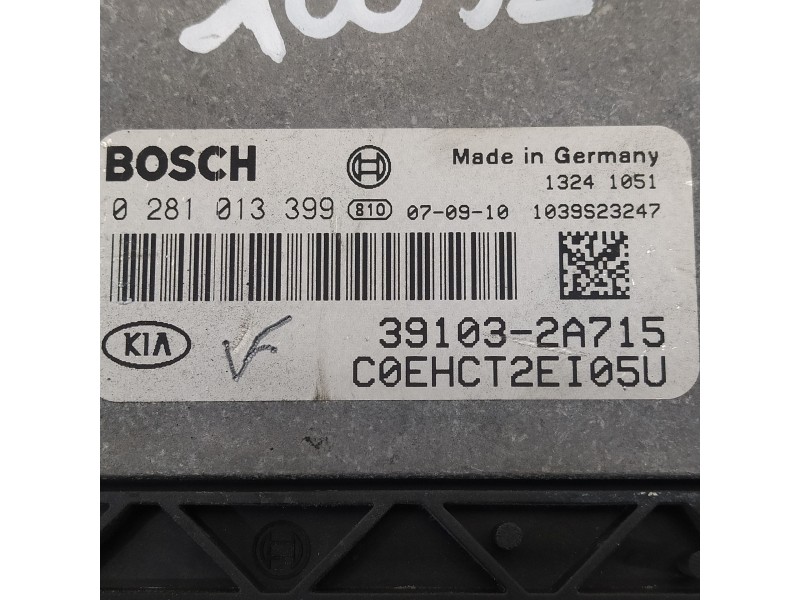 BOSCH Made in Germany
1324 1051
0 281 013 399 810 07-09-10 1039S23247
KIA 39103-2A715
C0EHCT2EI05U